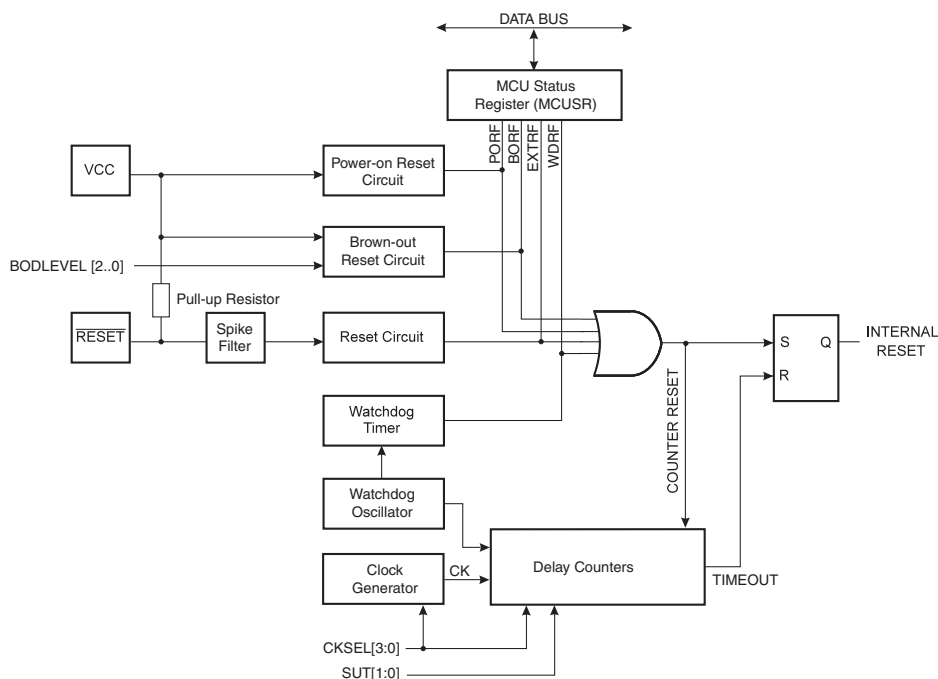 DATA BUS
MCU Status
Register (MCUSR)
PORF
BORF
EXTRF
WDRF
VCC
Power-on Reset
Circuit
Brown-out
Reset Circuit
BODLEVEL [2..0]
Pull-up Resistor
RESET
Spike
Filter
Reset Circuit
S
Q
R
INTERNAL
RESET
Watchdog
Timer
COUNTER RESET
Watchdog
Oscillator
Clock
Generator
CK
Delay Counters
TIMEOUT
CKSEL[3:0]
SUT[1:0]